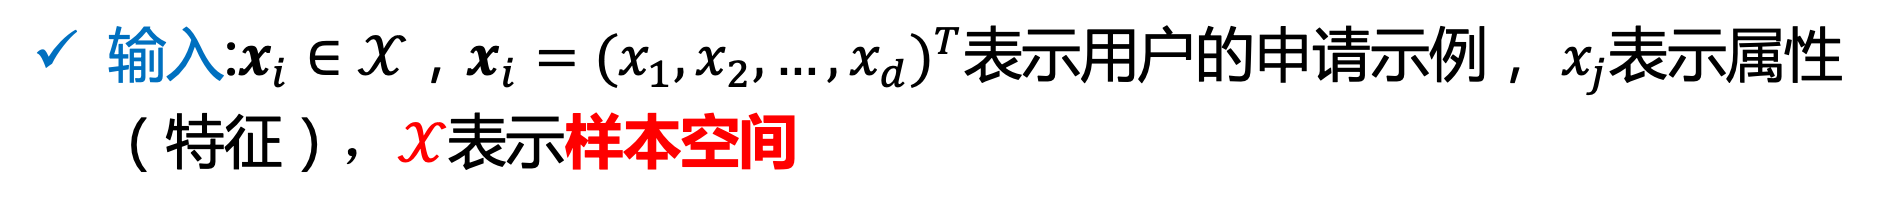 ✓ 输入:𝒙ᵢ ∈ 𝒳，𝒙ᵢ = (x₁, x₂, …, x_d)ᵀ表示用户的申请示例， xⱼ表示属性
（特征），𝒳表示样本空间